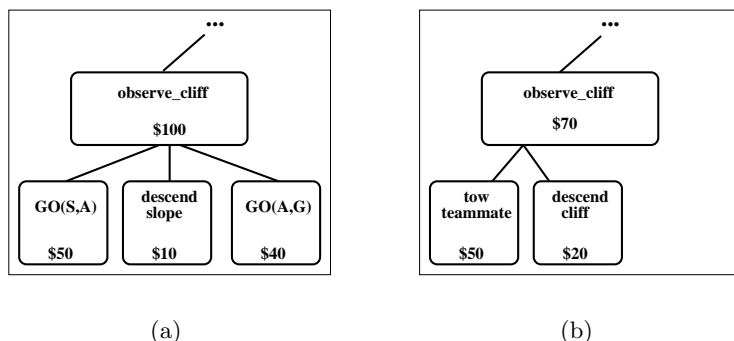 ...
observe_cliff
$100
GO(S,A)
$50
descend
slope
$10
GO(A,G)
$40
(a)
...
observe_cliff
$70
tow
teammate
$50
descend
cliff
$20
(b)